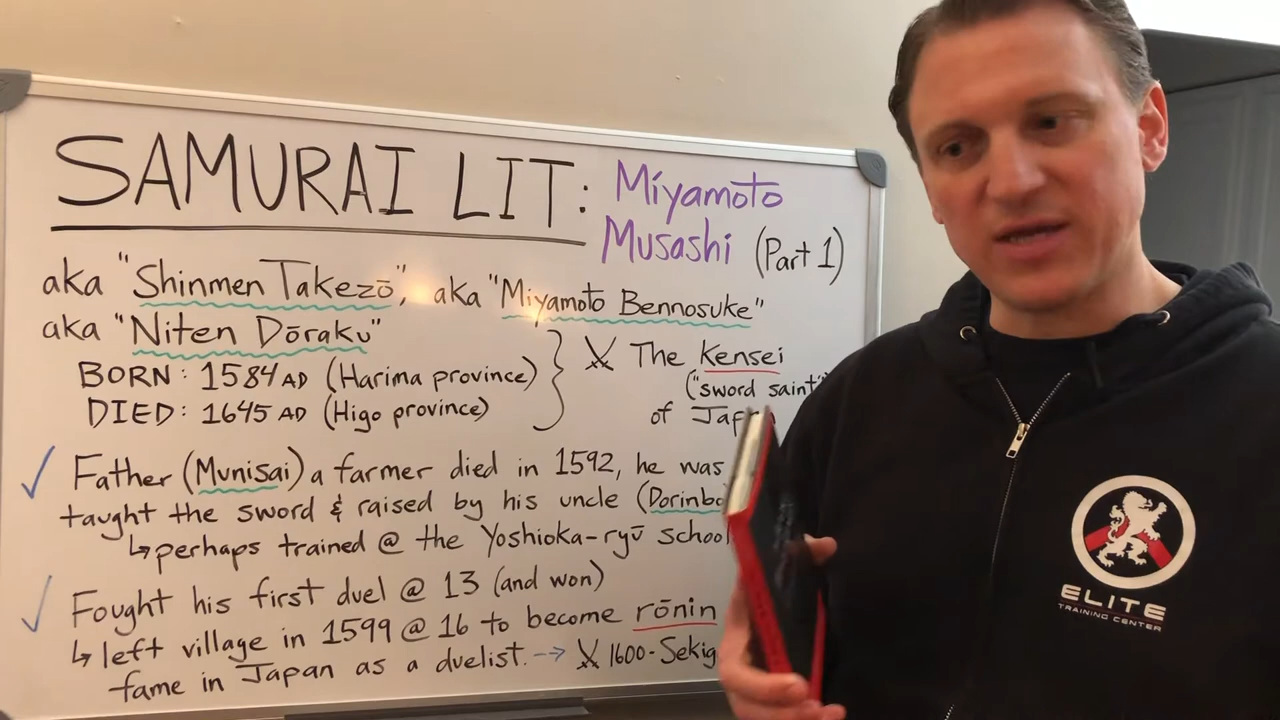 SAMURAI LIT: Miyamoto
Musashi (Part 1)
aka "Shinmen Takezō", aka "Miyamoto Bennosuke"
aka "Niten Dōraku"
BORN: 1584 AD (Harima province)
DIED: 1645 AD (Higo province)
The Kensei
("sword saint"
of
Father (Munisai) a farmer died in 1592, he was
taught the sword & raised by his uncle (Dorinbo
↳ perhaps trained @ the Yoshioka-ryū school
Fought his first duel @ 13 (and won)
↳ left village in 1599 @ 16 to become rōnin
fame in Japan as a duelist. → 1600-Sekig
ELITE
TRAINING CENTER